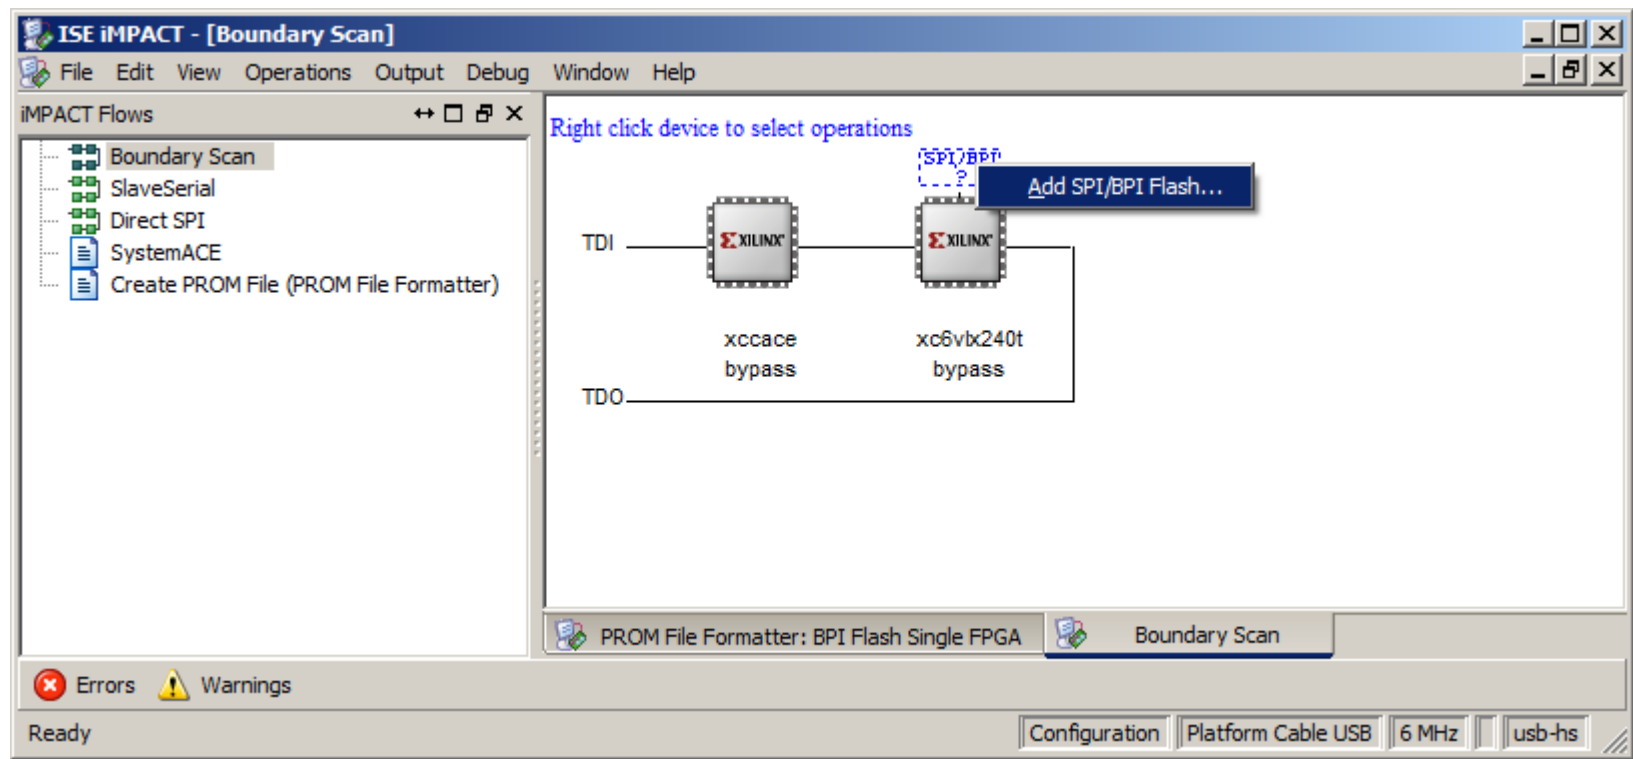 ISE iMPACT - [Boundary Scan]
File Edit View Operations Output Debug Window Help
iMPACT Flows
Boundary Scan
SlaveSerial
Direct SPI
SystemACE
Create PROM File (PROM File Formatter)
Right click device to select operations
SPI/BPI
?
Add SPI/BPI Flash...
TDI
XILINX
XILINX
xccace
bypass
xc6vlx240t
bypass
TDO
PROM File Formatter: BPI Flash Single FPGA
Boundary Scan
Errors Warnings
Ready
Configuration Platform Cable USB 6 MHz usb-hs